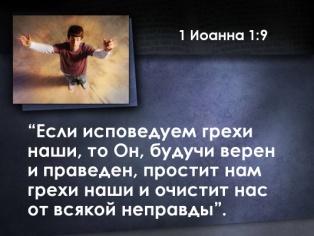 1 Иоанна 1:9
“Если исповедуем грехи
наши, то Он, будучи верен
и праведен, простит нам
грехи наши и очистит нас
от всякой неправды”.